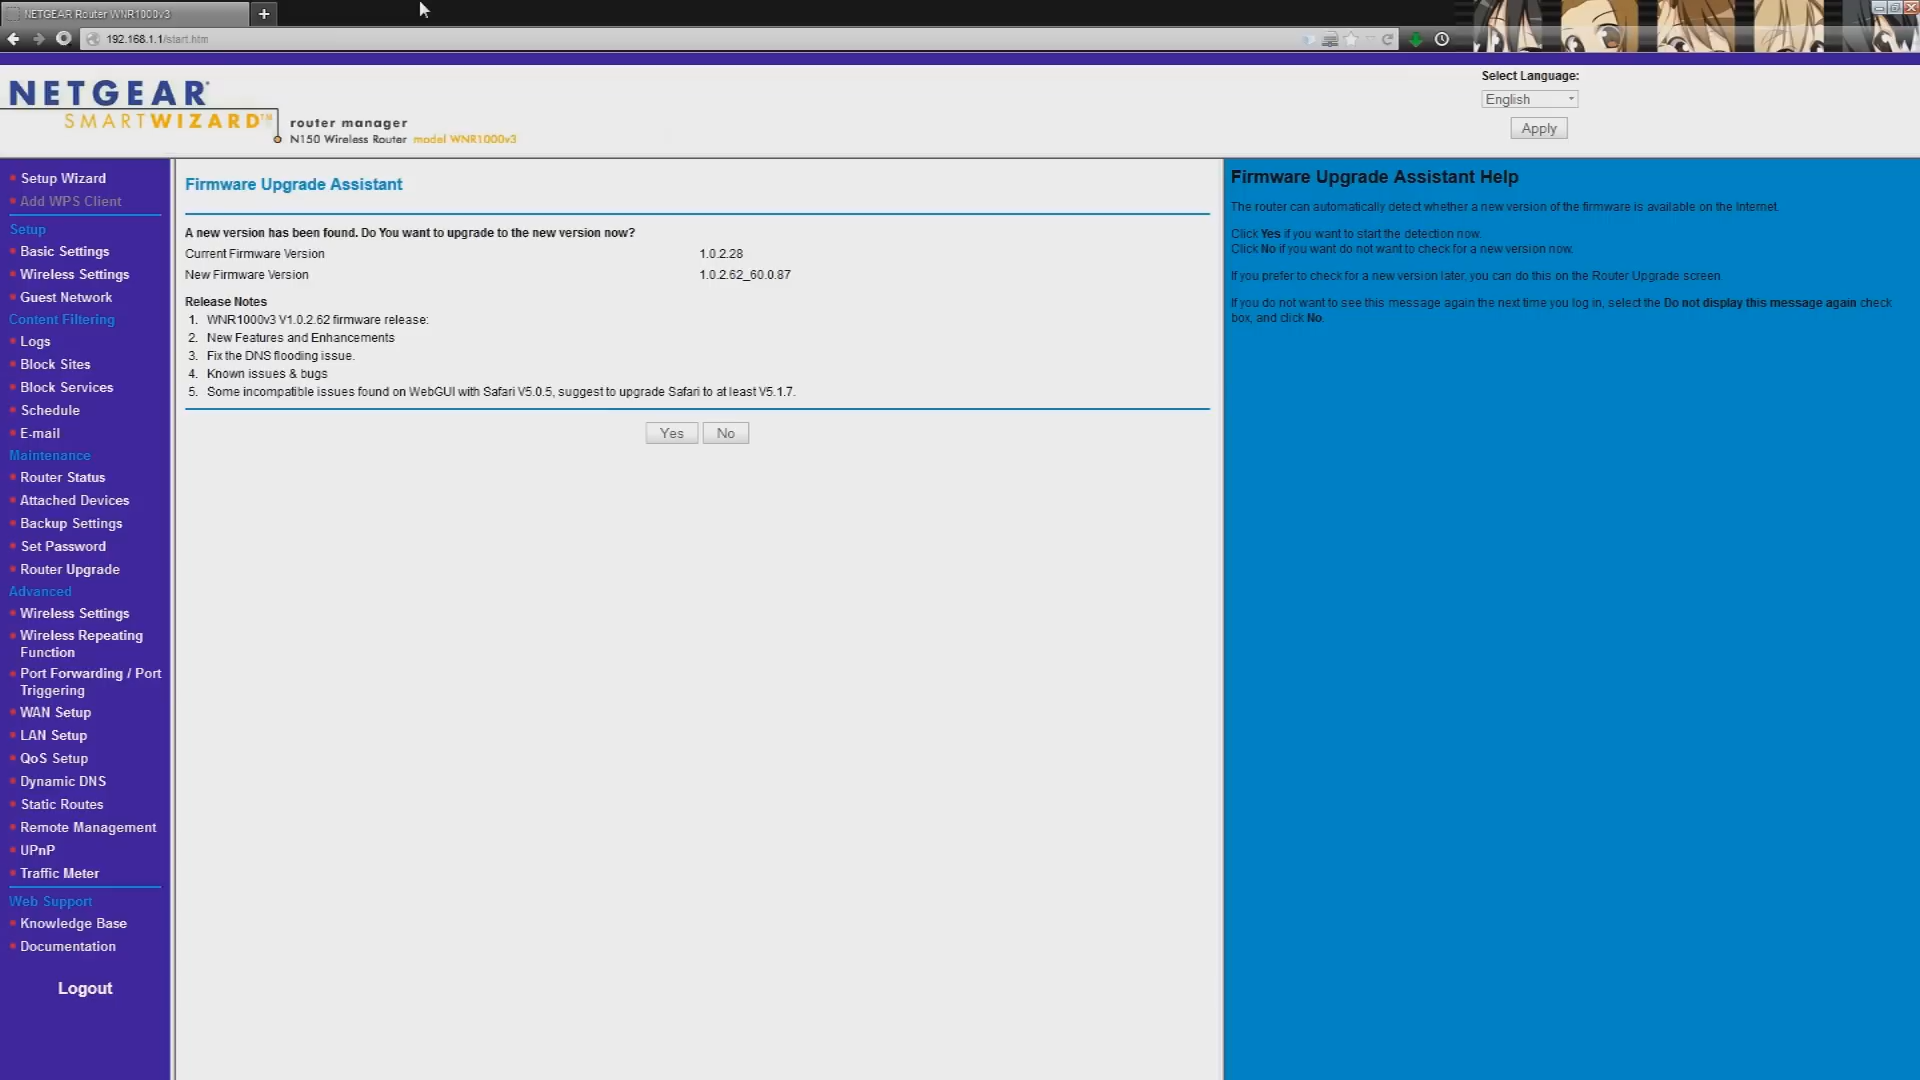 NETGEAR Router WNR1000v3
192.168.1.1/start.htm
NETGEAR
SMARTWIZARD™
router manager
N150 Wireless Router model WNR1000v3
Select Language:
English
Apply
Setup Wizard
Add WPS Client
Setup
Basic Settings
Wireless Settings
Guest Network
Content Filtering
Logs
Block Sites
Block Services
Schedule
E-mail
Maintenance
Router Status
Attached Devices
Backup Settings
Set Password
Router Upgrade
Advanced
Wireless Settings
Wireless Repeating
Function
Port Forwarding / Port
Triggering
WAN Setup
LAN Setup
QoS Setup
Dynamic DNS
Static Routes
Remote Management
UPnP
Traffic Meter
Web Support
Knowledge Base
Documentation
Logout
Firmware Upgrade Assistant
A new version has been found. Do You want to upgrade to the new version now?
Current Firmware Version 1.0.2.28
New Firmware Version 1.0.2.62_60.0.87
Release Notes
1. WNR1000v3 V1.0.2.62 firmware release:
2. New Features and Enhancements
3. Fix the DNS flooding issue.
4. Known issues & bugs
5. Some incompatible issues found on WebGUI with Safari V5.0.5, suggest to upgrade Safari to at least V5.1.7.
Yes No
Firmware Upgrade Assistant Help
The router can automatically detect whether a new version of the firmware is available on the Internet.
Click Yes if you want to start the detection now.
Click No if you want do not want to check for a new version now.
If you prefer to check for a new version later, you can do this on the Router Upgrade screen.
If you do not want to see this message again the next time you log in, select the Do not display this message again check
box, and click No.